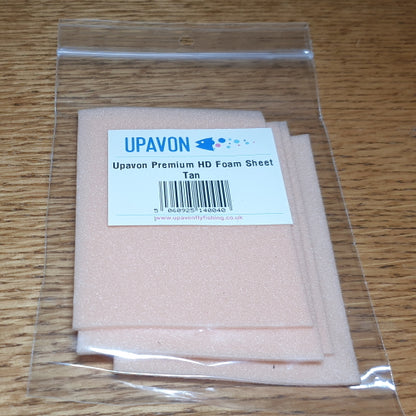 UPAVON
Upavon Premium HD Foam Sheet
Tan
5 060925 140040
www.upavonflyfishing.co.uk